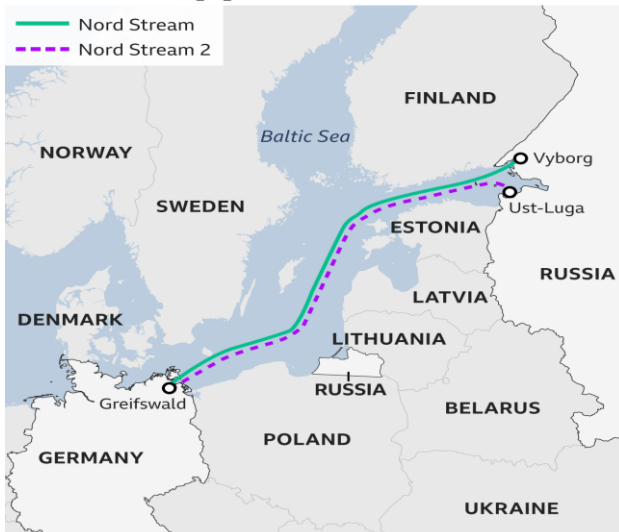 Nord Stream
Nord Stream 2
FINLAND
Baltic Sea
NORWAY
Vyborg
SWEDEN
Ust-Luga
ESTONIA
RUSSIA
LATVIA
DENMARK
LITHUANIA
RUSSIA
Greifswald
BELARUS
POLAND
GERMANY
UKRAINE